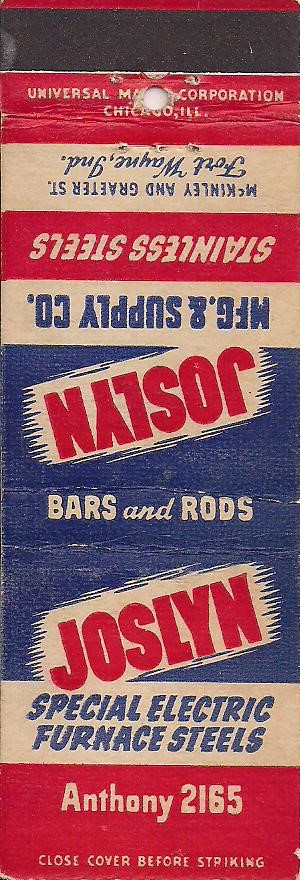 UNIVERSAL MATCH CORPORATION
CHICAGO, ILL.
McKINLEY AND GRAETER ST.
Fort Wayne, Ind.
STAINLESS STEELS
MFG. & SUPPLY CO.
JOSLYN
BARS and RODS
JOSLYN
SPECIAL ELECTRIC
FURNACE STEELS
Anthony 2165
CLOSE COVER BEFORE STRIKING